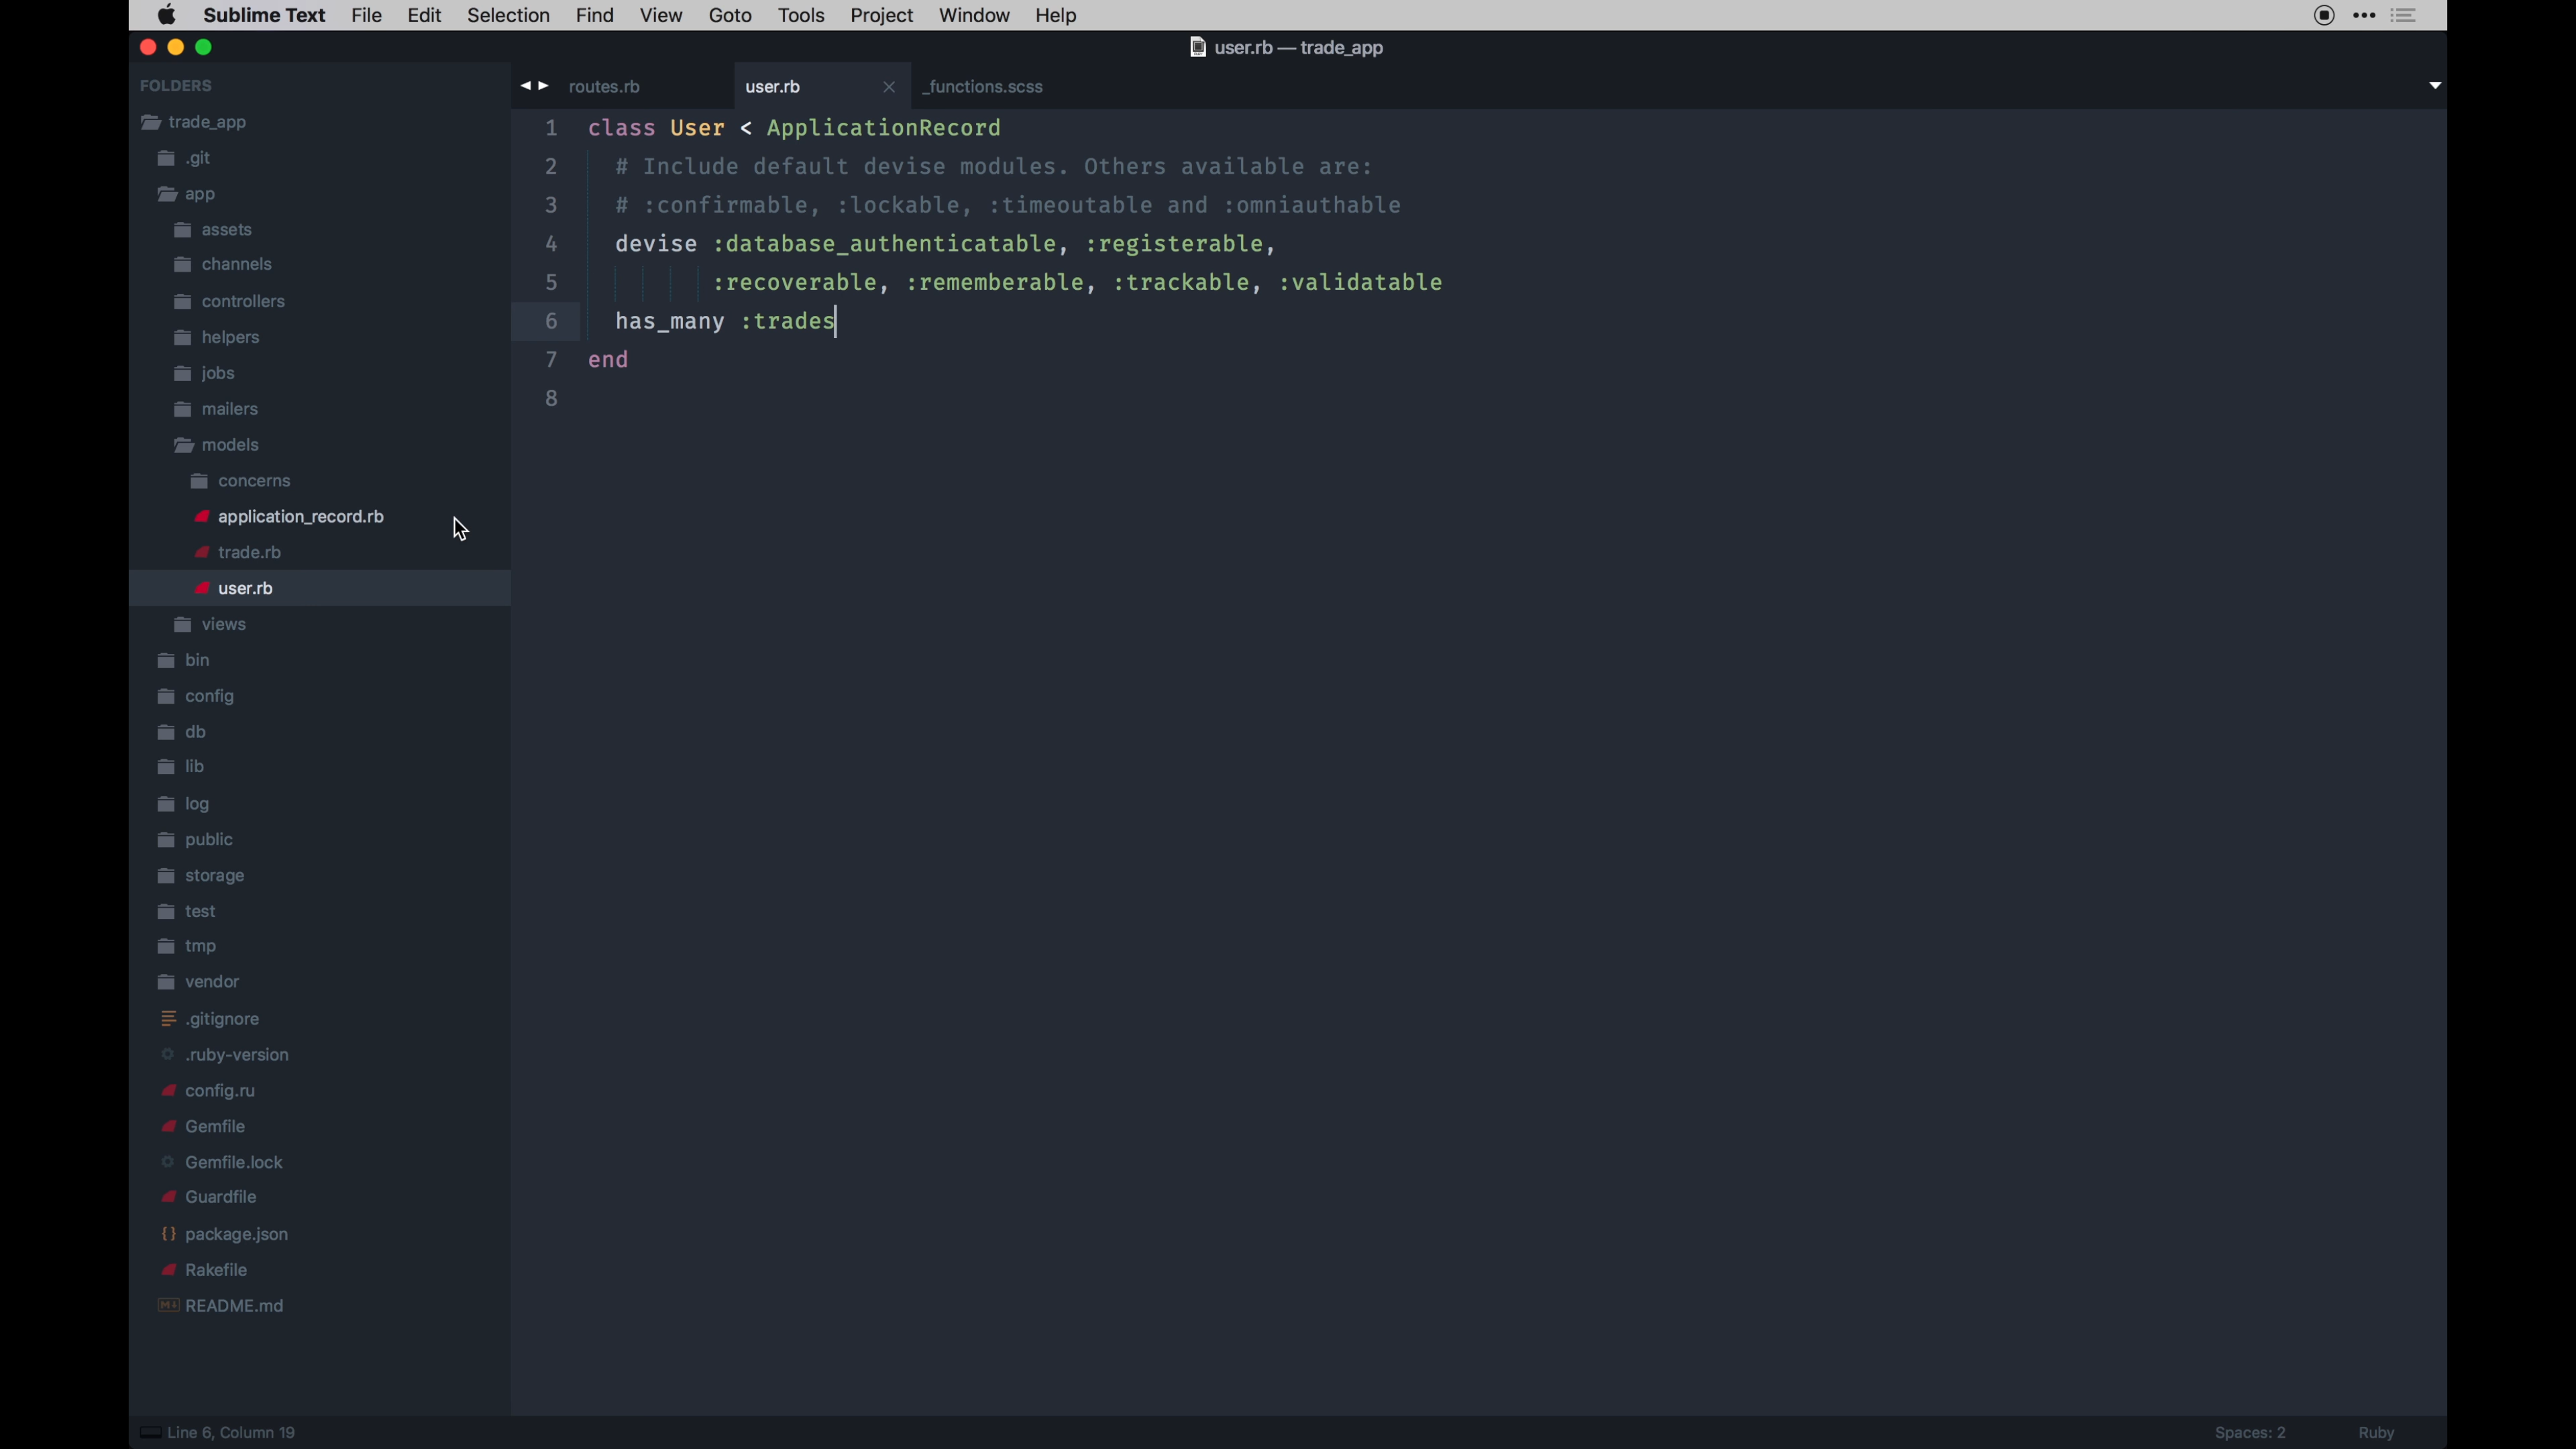 Sublime Text File Edit Selection Find View Goto Tools Project Window Help
user.rb — trade_app
FOLDERS
trade_app
.git
app
assets
channels
controllers
helpers
jobs
mailers
models
concerns
application_record.rb
trade.rb
user.rb
views
bin
config
db
lib
log
public
storage
test
tmp
vendor
.gitignore
.ruby-version
config.ru
Gemfile
Gemfile.lock
Guardfile
package.json
Rakefile
README.md
routes.rb user.rb _functions.scss
1 class User < ApplicationRecord
2 # Include default devise modules. Others available are:
3 # :confirmable, :lockable, :timeoutable and :omniauthable
4 devise :database_authenticatable, :registerable,
5 :recoverable, :rememberable, :trackable, :validatable
6 has_many :trades
7 end
8
Line 6, Column 19 Spaces: 2 Ruby